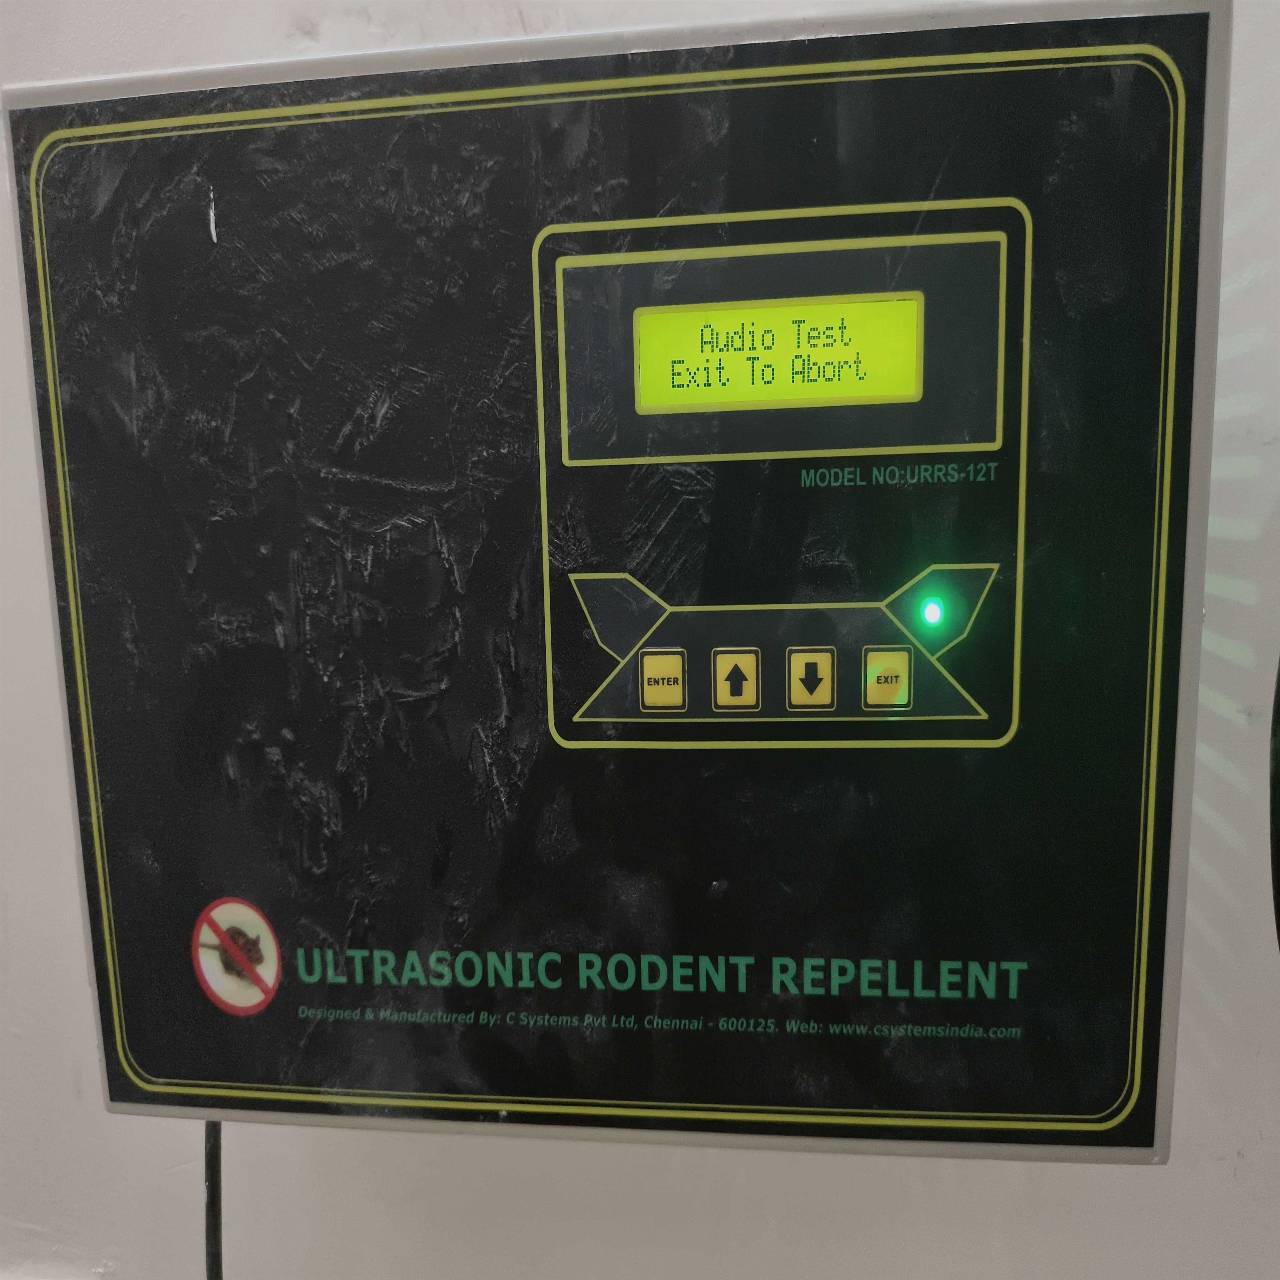 Audio Test
Exit To Abort
MODEL NO:URRS-12T
ENTER
EXIT
ULTRASONIC RODENT REPELLENT
Designed & Manufactured By: C Systems Pvt Ltd, Chennai - 600125. Web: www.csystemsindia.com